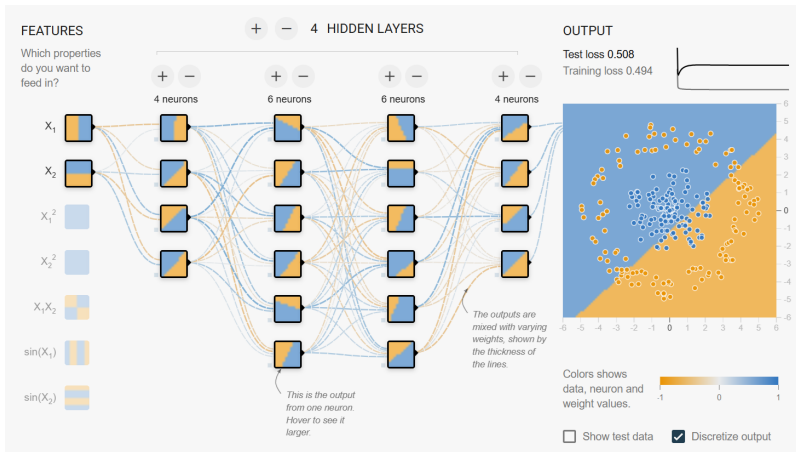 FEATURES
Which properties
do you want to
feed in?
X1
X2
X1²
X2²
X1X2
sin(X1)
sin(X2)
+ − 4 HIDDEN LAYERS
+ − + − + − + −
4 neurons 6 neurons 6 neurons 4 neurons
This is the output
from one neuron.
Hover to see it
larger.
The outputs are
mixed with varying
weights, shown by
the thickness of
the lines.
OUTPUT
Test loss 0.508
Training loss 0.494
6
5
4
3
2
1
0
-1
-2
-3
-4
-5
-6
-6 -5 -4 -3 -2 -1 0 1 2 3 4 5 6
Colors shows
data, neuron and
weight values.
-1 0 1
Show test data Discretize output